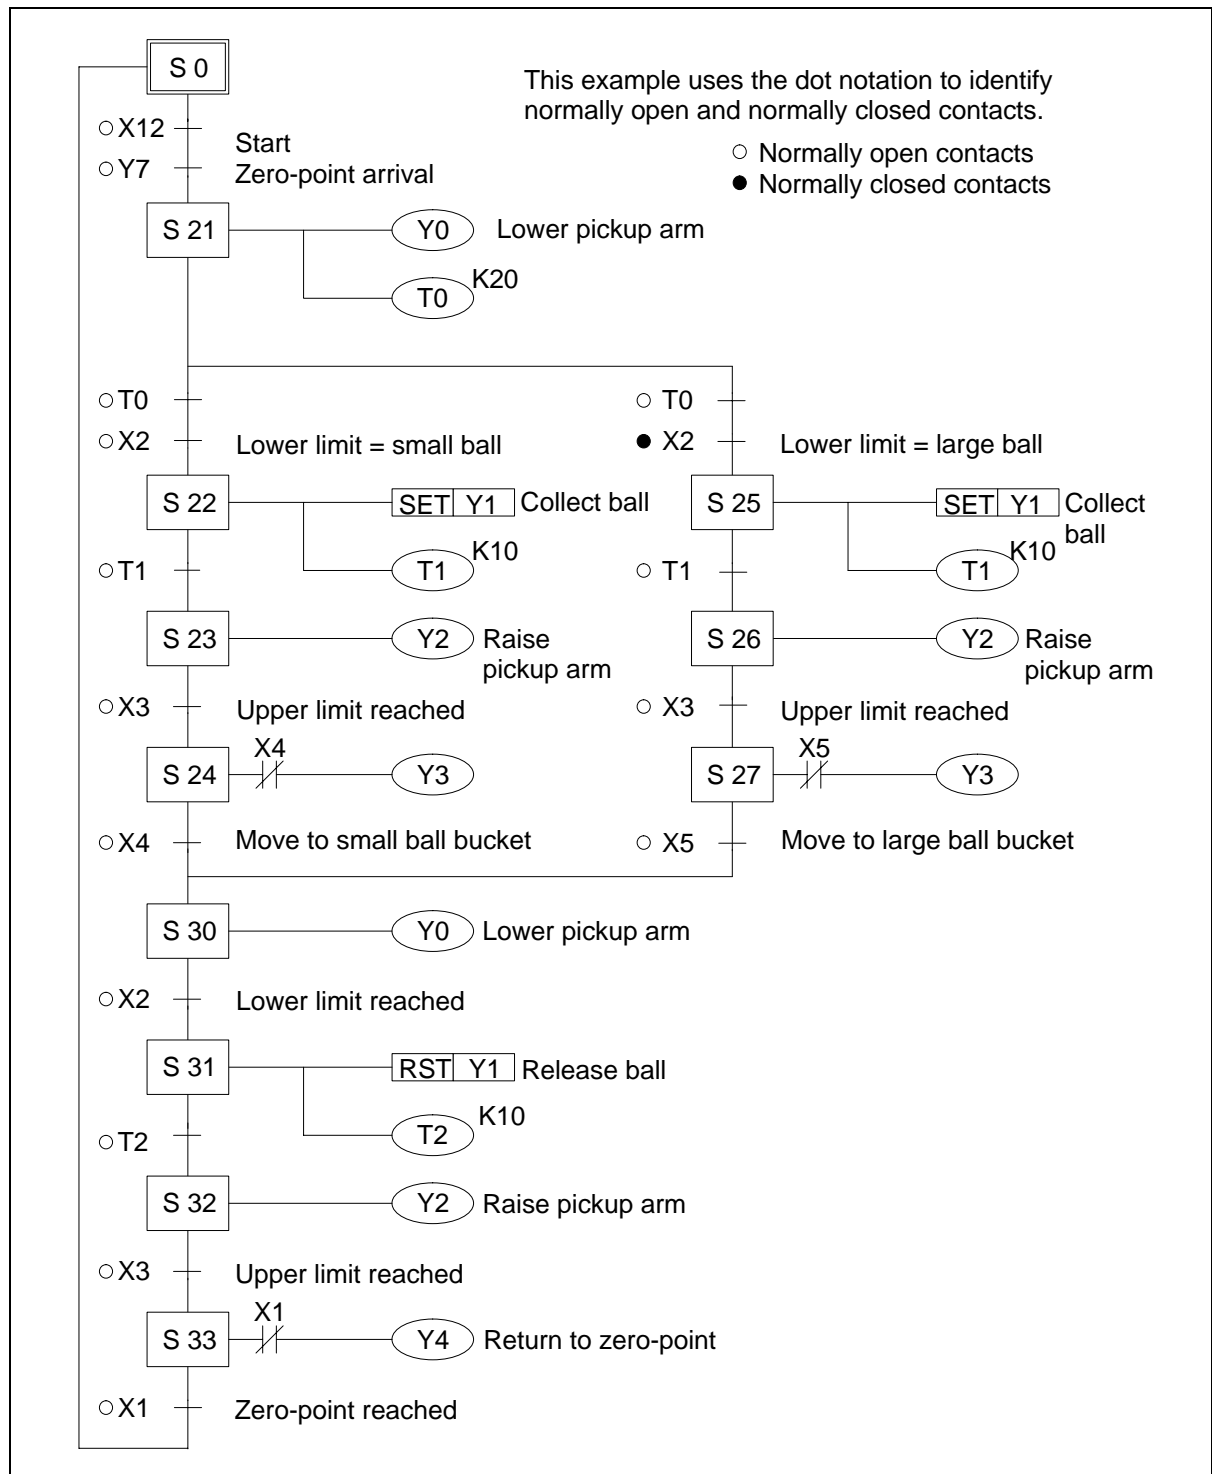 S 0
This example uses the dot notation to identify
normally open and normally closed contacts.
X12
Start
○ Normally open contacts
Y7
Zero-point arrival
● Normally closed contacts
S 21
Y0
Lower pickup arm
K20
T0
T0
T0
X2
Lower limit = small ball
X2
Lower limit = large ball
S 22
SET Y1
Collect ball
S 25
SET Y1
Collect
ball
K10
T1
T1
K10
T1
T1
S 23
Y2
Raise
pickup arm
S 26
Y2
Raise
pickup arm
X3
Upper limit reached
X3
Upper limit reached
X4
S 24
Y3
X5
S 27
Y3
X4
Move to small ball bucket
X5
Move to large ball bucket
S 30
Y0
Lower pickup arm
X2
Lower limit reached
S 31
RST Y1
Release ball
K10
T2
T2
S 32
Y2
Raise pickup arm
X3
Upper limit reached
X1
S 33
Y4
Return to zero-point
X1
Zero-point reached